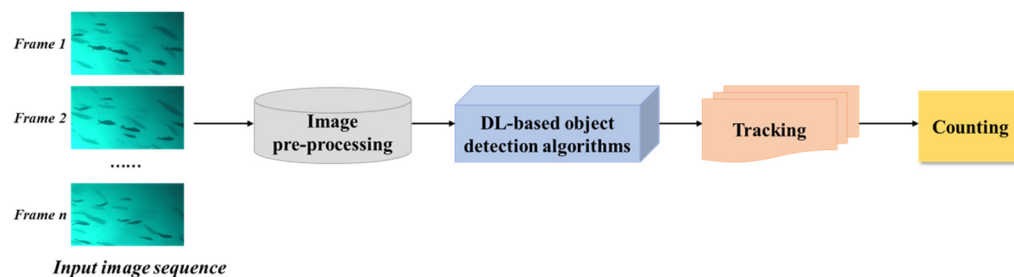 Frame 1
Frame 2
......
Frame n
Input image sequence
Image
pre-processing
DL-based object
detection algorithms
Tracking
Counting